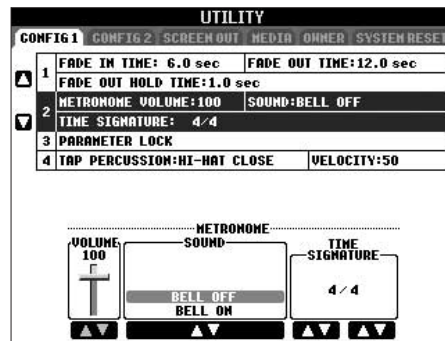 UTILITY
CONFIG 1 CONFIG 2 SCREEN OUT MEDIA OWNER SYSTEM RESET
1 FADE IN TIME: 6.0 sec FADE OUT TIME:12.0 sec
FADE OUT HOLD TIME:1.0 sec
2 METRONOME VOLUME:100 SOUND:BELL OFF
TIME SIGNATURE: 4/4
3 PARAMETER LOCK
4 TAP PERCUSSION:HI-HAT CLOSE VELOCITY:50
METRONOME
VOLUME SOUND TIME SIGNATURE
100
4/4
BELL OFF
BELL ON